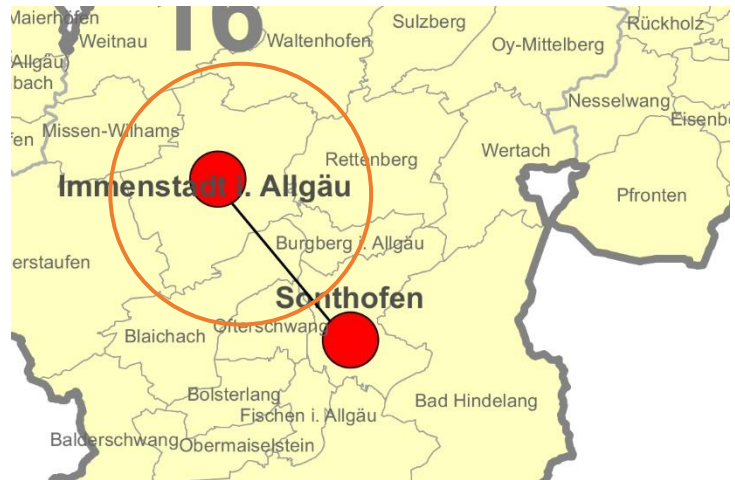 Maierhöfen
16
Sulzberg
Rückholz
Weitnau
Waltenhofen
Oy-Mittelberg
Allgäu)
bach
Nesselwang
Missen-Wilhams
fen
Eisenb
Rettenberg
Wertach
Immenstadt i. Allgäu
Pfronten
Burgberg i. Allgäu
erstaufen
Sonthofen
Ofterschwang
Blaichach
Bolsterlang
Bad Hindelang
Fischen i. Allgäu
Balderschwang
Obermaiselstein